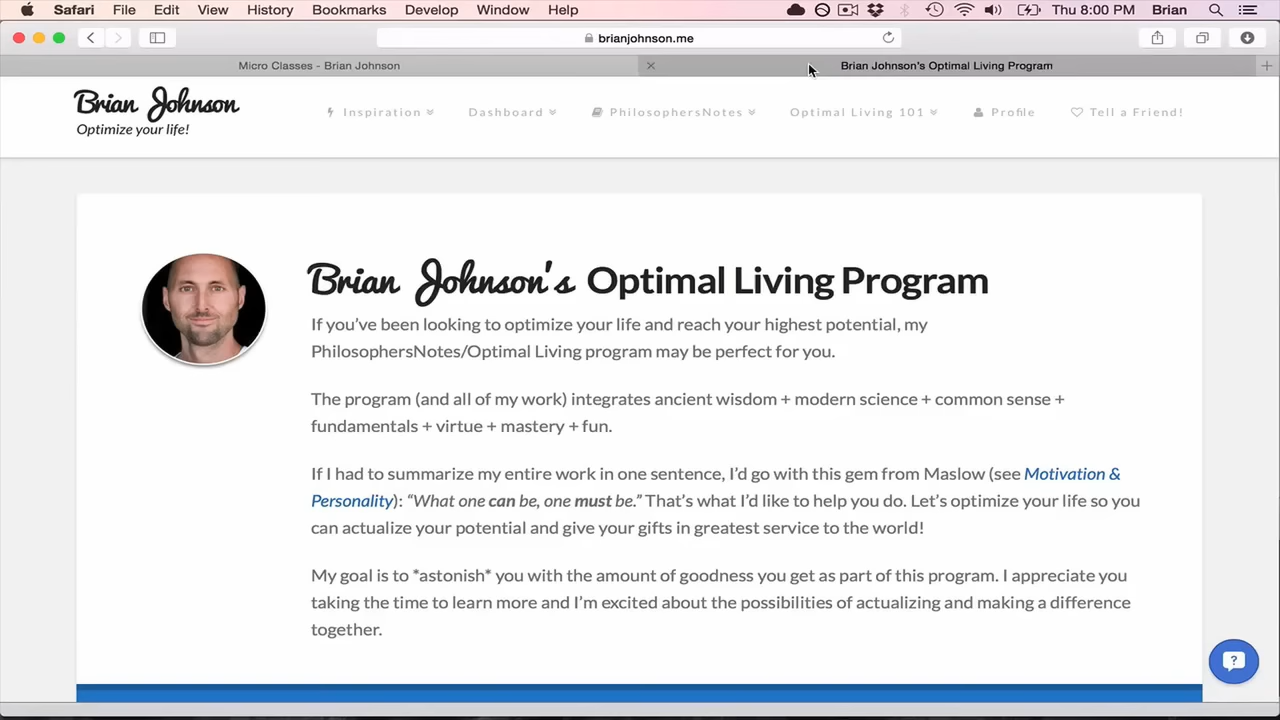 Safari File Edit View History Bookmarks Develop Window Help Thu 8:00 PM Brian
brianjohnson.me
Micro Classes - Brian Johnson
Brian Johnson's Optimal Living Program
Brian Johnson
Optimize your life!
Inspiration Dashboard PhilosophersNotes Optimal Living 101 Profile Tell a Friend!
Brian Johnson's Optimal Living Program
If you've been looking to optimize your life and reach your highest potential, my
PhilosophersNotes/Optimal Living program may be perfect for you.
The program (and all of my work) integrates ancient wisdom + modern science + common sense +
fundamentals + virtue + mastery + fun.
If I had to summarize my entire work in one sentence, I'd go with this gem from Maslow (see Motivation &
Personality): “What one can be, one must be.” That's what I'd like to help you do. Let's optimize your life so you
can actualize your potential and give your gifts in greatest service to the world!
My goal is to *astonish* you with the amount of goodness you get as part of this program. I appreciate you
taking the time to learn more and I'm excited about the possibilities of actualizing and making a difference
together.